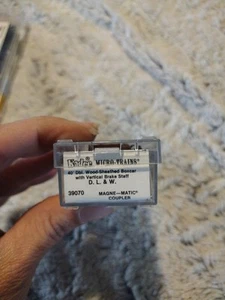 Kadee MICRO-TRAINS®
40' Dbl. Wood-Sheathed Boxcar
with Vertical Brake Staff
D. L. & W.
39070 MAGNE-MATIC®
COUPLER